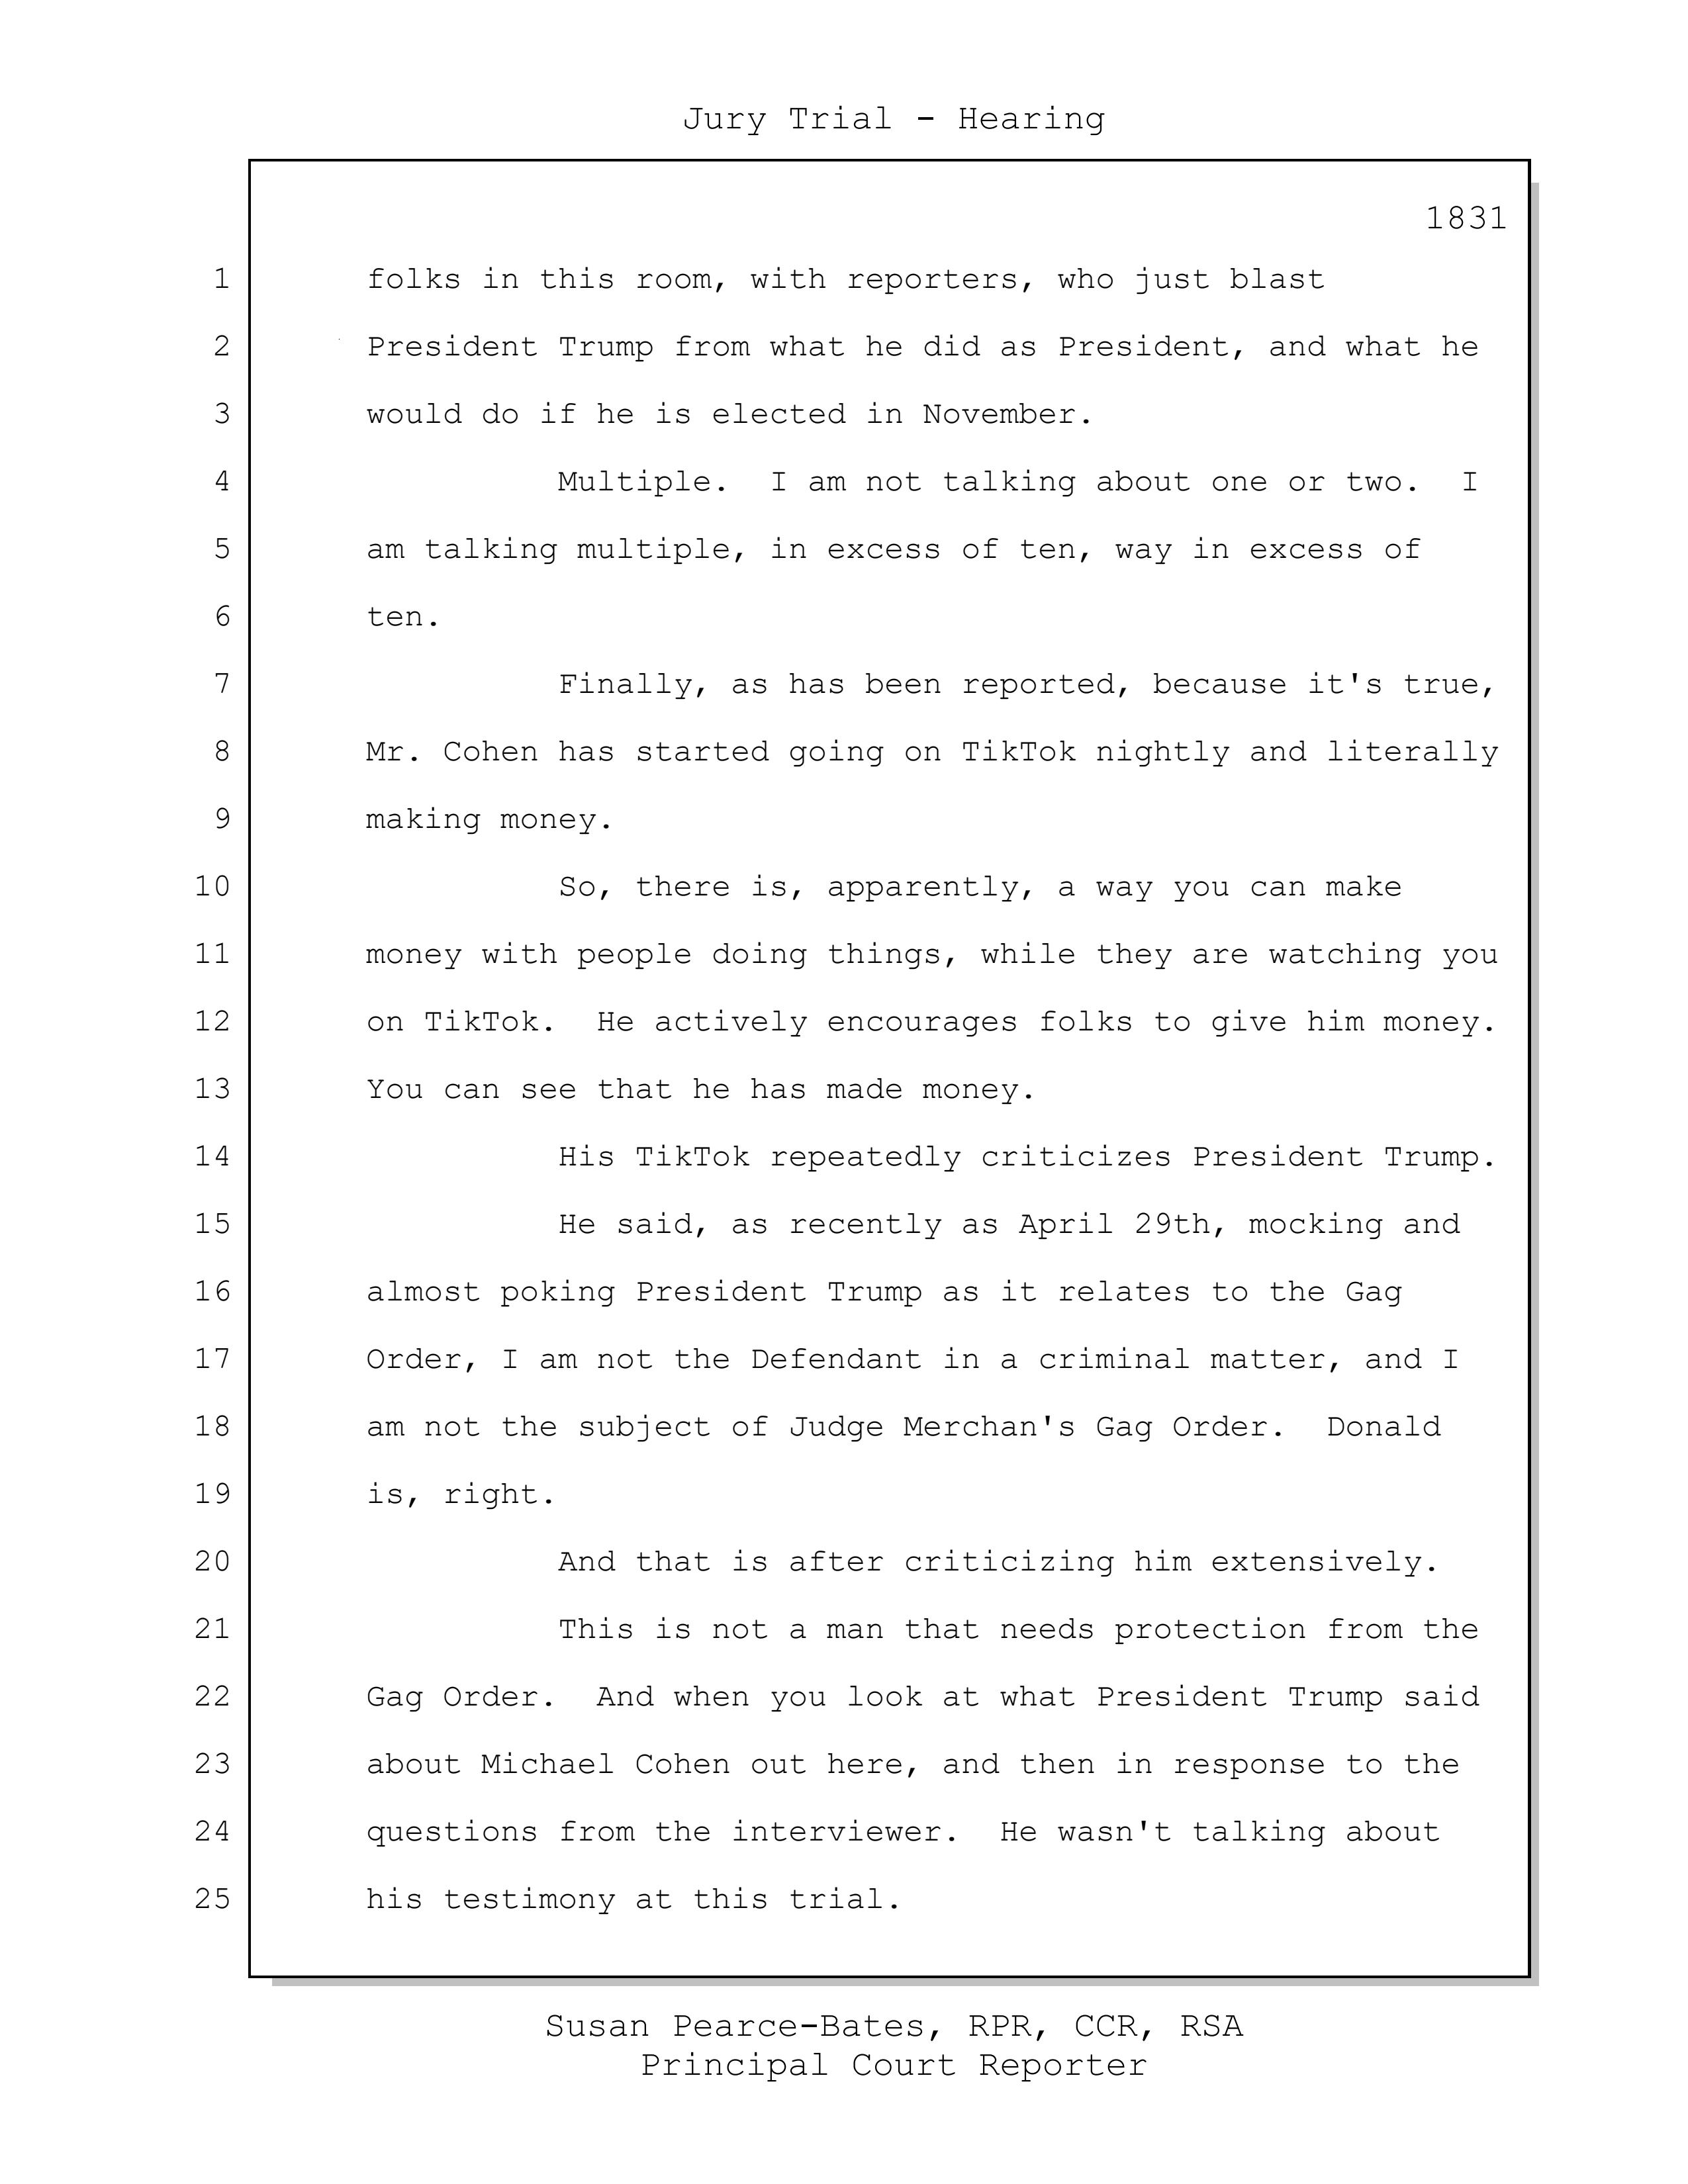 Jury Trial - Hearing
1831
1 folks in this room, with reporters, who just blast
2 President Trump from what he did as President, and what he
3 would do if he is elected in November.
4 Multiple.  I am not talking about one or two.  I
5 am talking multiple, in excess of ten, way in excess of
6 ten.
7 Finally, as has been reported, because it's true,
8 Mr. Cohen has started going on TikTok nightly and literally
9 making money.
10 So, there is, apparently, a way you can make
11 money with people doing things, while they are watching you
12 on TikTok.  He actively encourages folks to give him money.
13 You can see that he has made money.
14 His TikTok repeatedly criticizes President Trump.
15 He said, as recently as April 29th, mocking and
16 almost poking President Trump as it relates to the Gag
17 Order, I am not the Defendant in a criminal matter, and I
18 am not the subject of Judge Merchan's Gag Order.  Donald
19 is, right.
20 And that is after criticizing him extensively.
21 This is not a man that needs protection from the
22 Gag Order.  And when you look at what President Trump said
23 about Michael Cohen out here, and then in response to the
24 questions from the interviewer.  He wasn't talking about
25 his testimony at this trial.
Susan Pearce-Bates, RPR, CCR, RSA
Principal Court Reporter